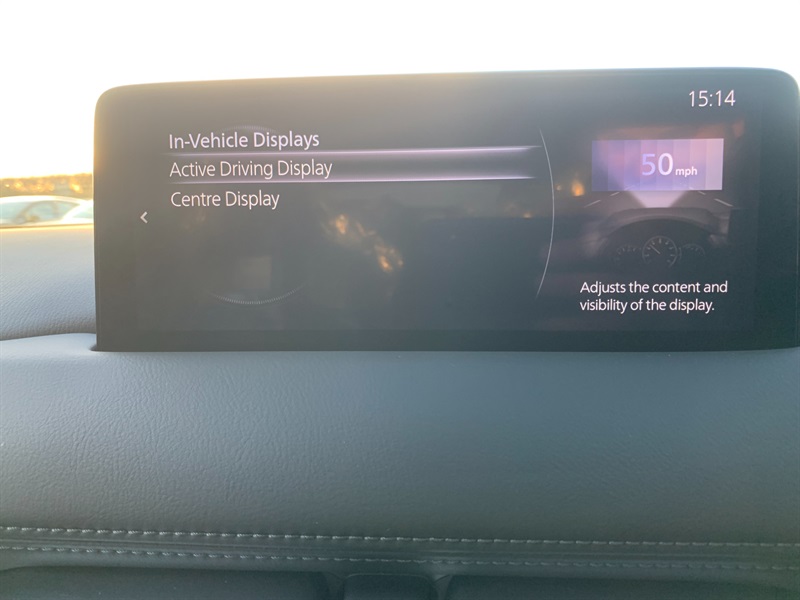 15:14
In-Vehicle Displays
Active Driving Display
Centre Display
50 mph
Adjusts the content and
visibility of the display.